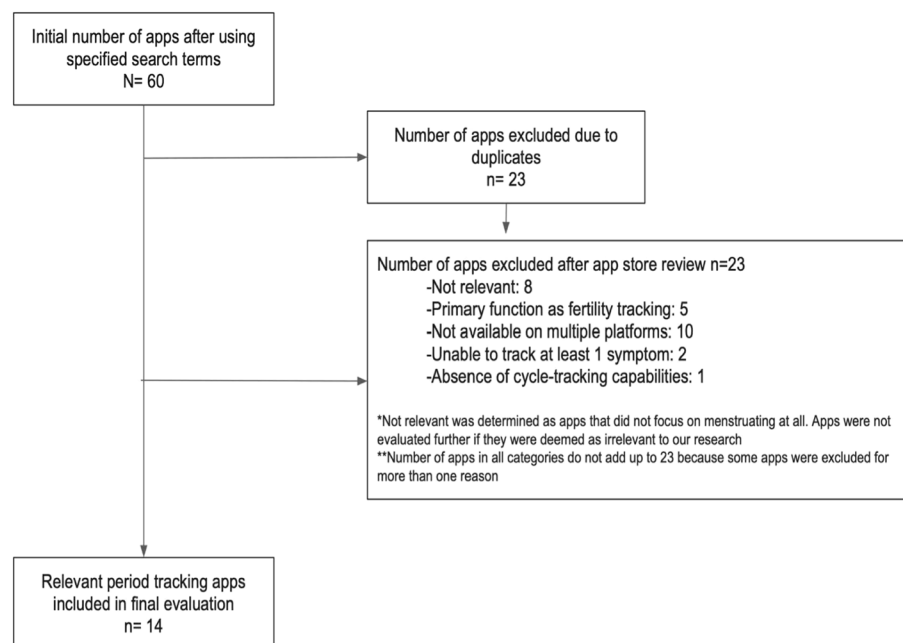 Initial number of apps after using
specified search terms
N= 60
Number of apps excluded due to
duplicates
n= 23
Number of apps excluded after app store review n=23
-Not relevant: 8
-Primary function as fertility tracking: 5
-Not available on multiple platforms: 10
-Unable to track at least 1 symptom: 2
-Absence of cycle-tracking capabilities: 1
*Not relevant was determined as apps that did not focus on menstruating at all. Apps were not
evaluated further if they were deemed as irrelevant to our research
**Number of apps in all categories do not add up to 23 because some apps were excluded for
more than one reason
Relevant period tracking apps
included in final evaluation
n= 14